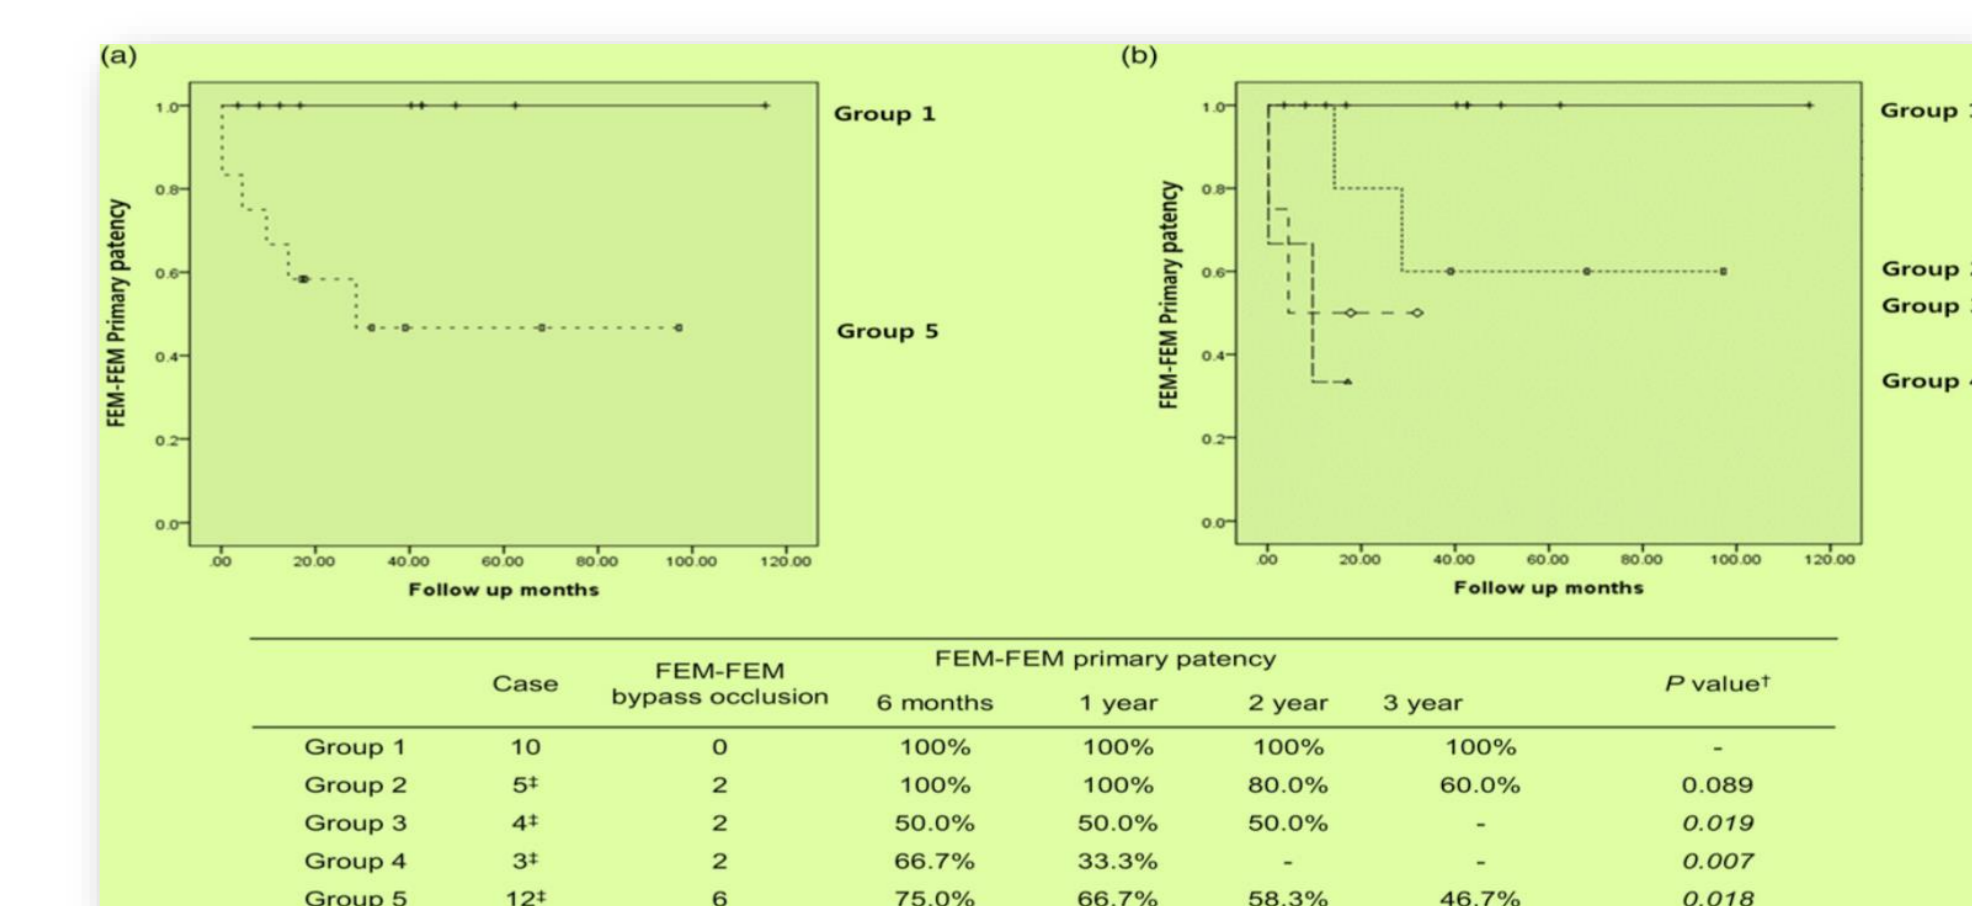 (a)
1.0
0.8
0.6
0.4
0.2
0.0
FEM-FEM Primary patency
.00 20.00 40.00 60.00 80.00 100.00 120.00
Follow up months
Group 1
Group 5
(b)
1.0
0.8
0.6
0.4
0.2
0.0
FEM-FEM Primary patency
.00 20.00 40.00 60.00 80.00 100.00 120.00
Follow up months
Group
Group
Group
Group
FEM-FEM primary patency
Case FEM-FEM bypass occlusion 6 months 1 year 2 year 3 year P value†
Group 1 10 0 100% 100% 100% 100% -
Group 2 5‡ 2 100% 100% 80.0% 60.0% 0.089
Group 3 4‡ 2 50.0% 50.0% 50.0% - 0.019
Group 4 3‡ 2 66.7% 33.3% - - 0.007
Group 5 12‡ 6 75.0% 66.7% 58.3% 46.7% 0.018